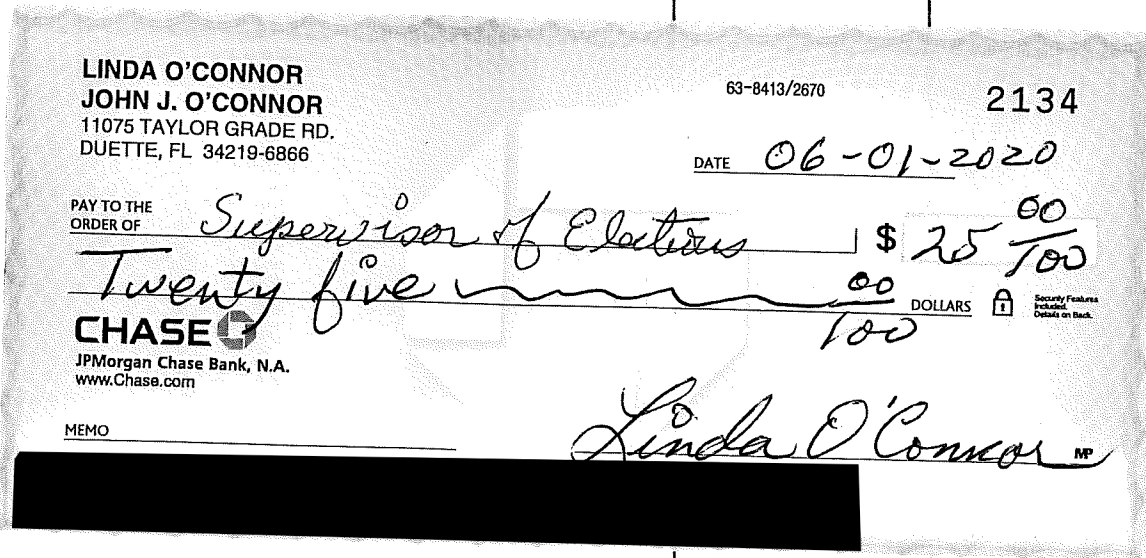 LINDA O'CONNOR
JOHN J. O'CONNOR
11075 TAYLOR GRADE RD.
DUETTE, FL 34219-6866
63-8413/2670
2134
DATE 06-01-2020
PAY TO THE
ORDER OF Supervisor of Elections $ 25 00/100
Twenty five 00/100 DOLLARS
Security Features
Included.
Details on Back.
CHASE
JPMorgan Chase Bank, N.A.
www.Chase.com
MEMO
Linda O'Connor MP